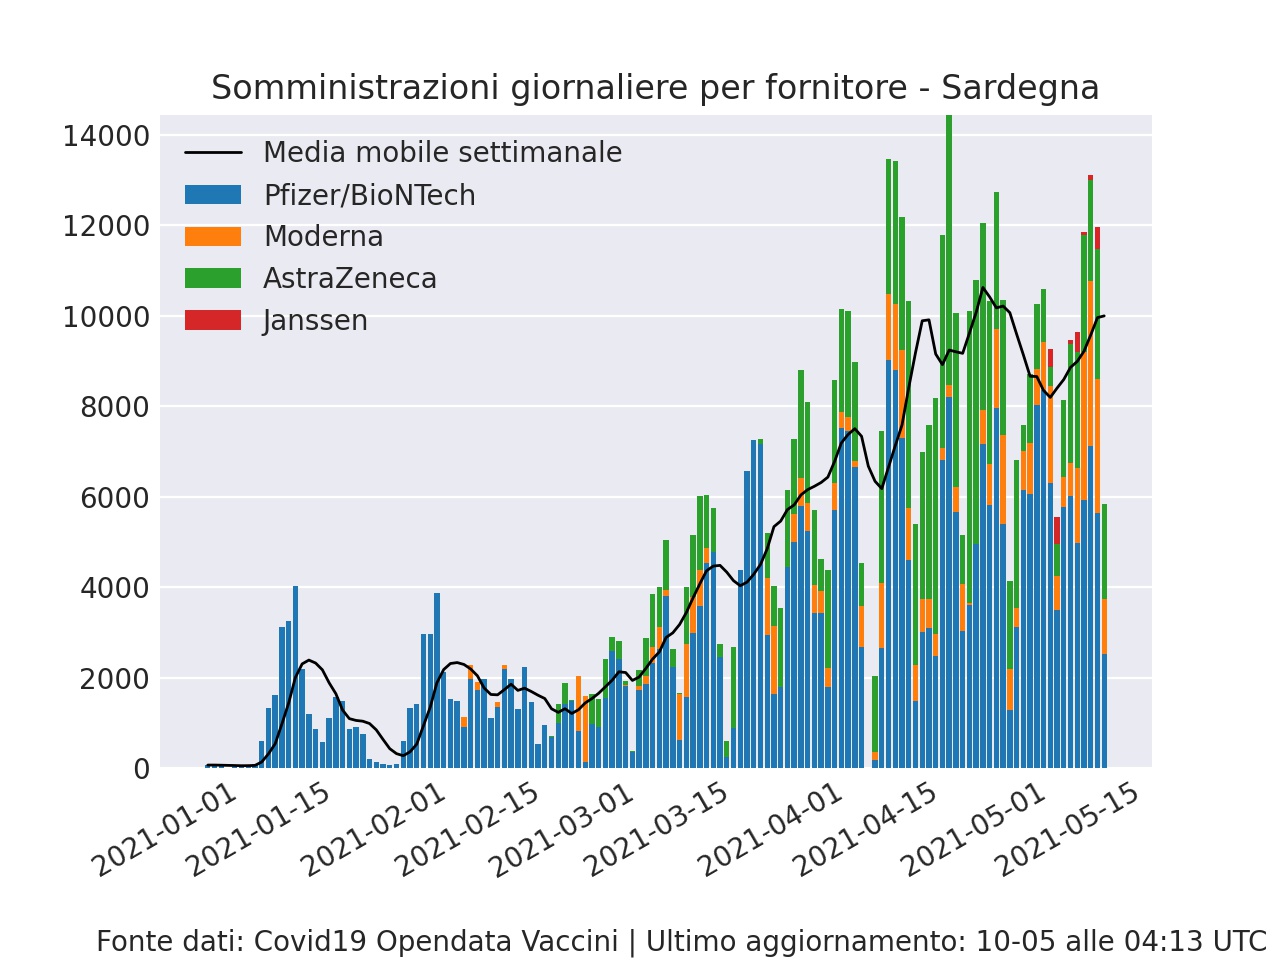 Somministrazioni giornaliere per fornitore - Sardegna
14000
12000
10000
8000
6000
4000
2000
0
Media mobile settimanale
Pfizer/BioNTech
Moderna
AstraZeneca
Janssen
2021-01-01
2021-01-15
2021-02-01
2021-02-15
2021-03-01
2021-03-15
2021-04-01
2021-04-15
2021-05-01
2021-05-15
Fonte dati: Covid19 Opendata Vaccini | Ultimo aggiornamento: 10-05 alle 04:13 UTC